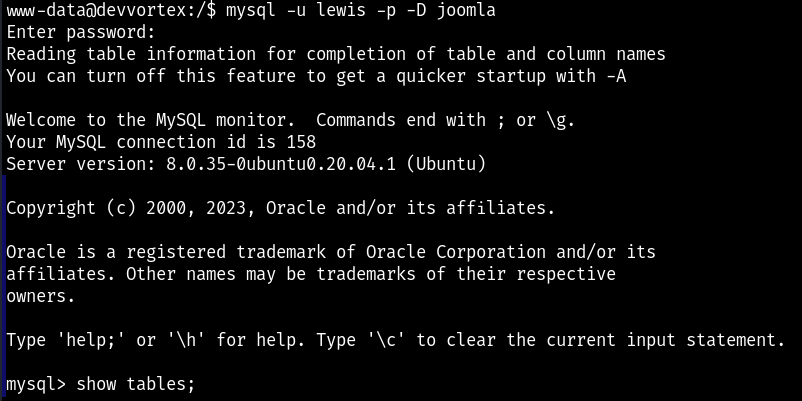 www-data@devvortex:/$ mysql -u lewis -p -D joomla
Enter password:
Reading table information for completion of table and column names
You can turn off this feature to get a quicker startup with -A
Welcome to the MySQL monitor.  Commands end with ; or \g.
Your MySQL connection id is 158
Server version: 8.0.35-0ubuntu0.20.04.1 (Ubuntu)
Copyright (c) 2000, 2023, Oracle and/or its affiliates.
Oracle is a registered trademark of Oracle Corporation and/or its
affiliates. Other names may be trademarks of their respective
owners.
Type 'help;' or '\h' for help. Type '\c' to clear the current input statement.
mysql> show tables;